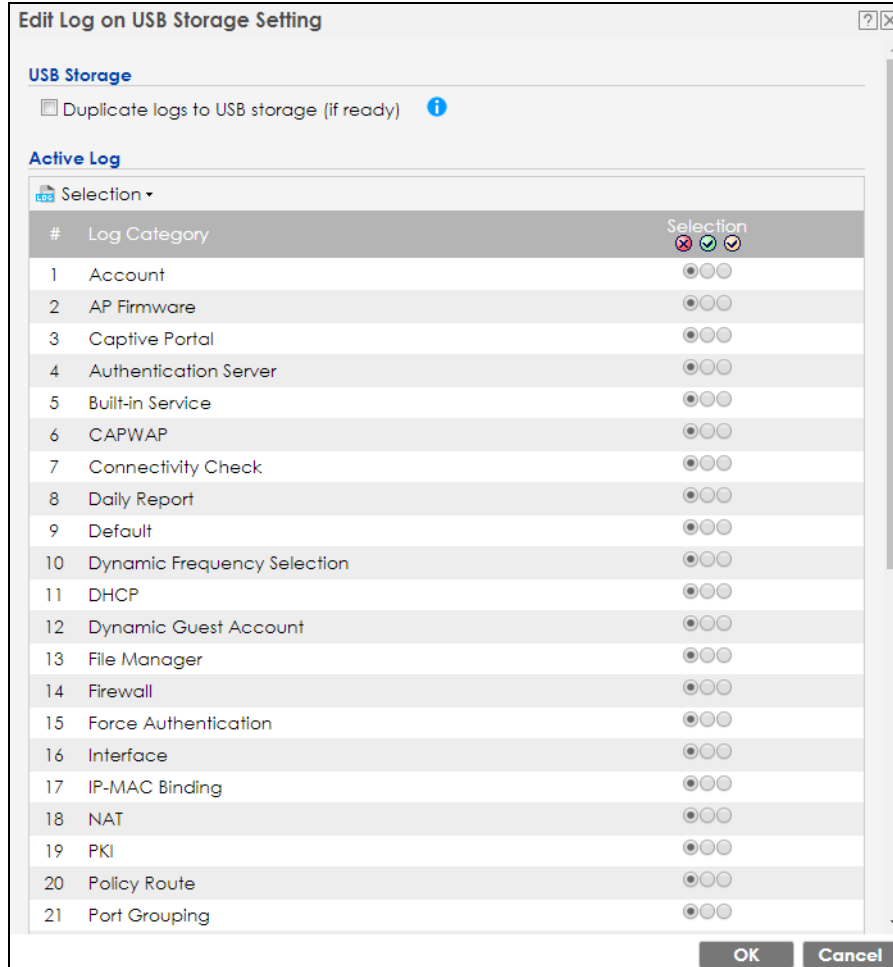 Edit Log on USB Storage Setting
?
USB Storage
Duplicate logs to USB storage (if ready) i
Active Log
LOG Selection
# Log Category Selection
1 Account
2 AP Firmware
3 Captive Portal
4 Authentication Server
5 Built-in Service
6 CAPWAP
7 Connectivity Check
8 Daily Report
9 Default
10 Dynamic Frequency Selection
11 DHCP
12 Dynamic Guest Account
13 File Manager
14 Firewall
15 Force Authentication
16 Interface
17 IP-MAC Binding
18 NAT
19 PKI
20 Policy Route
21 Port Grouping
OK Cancel